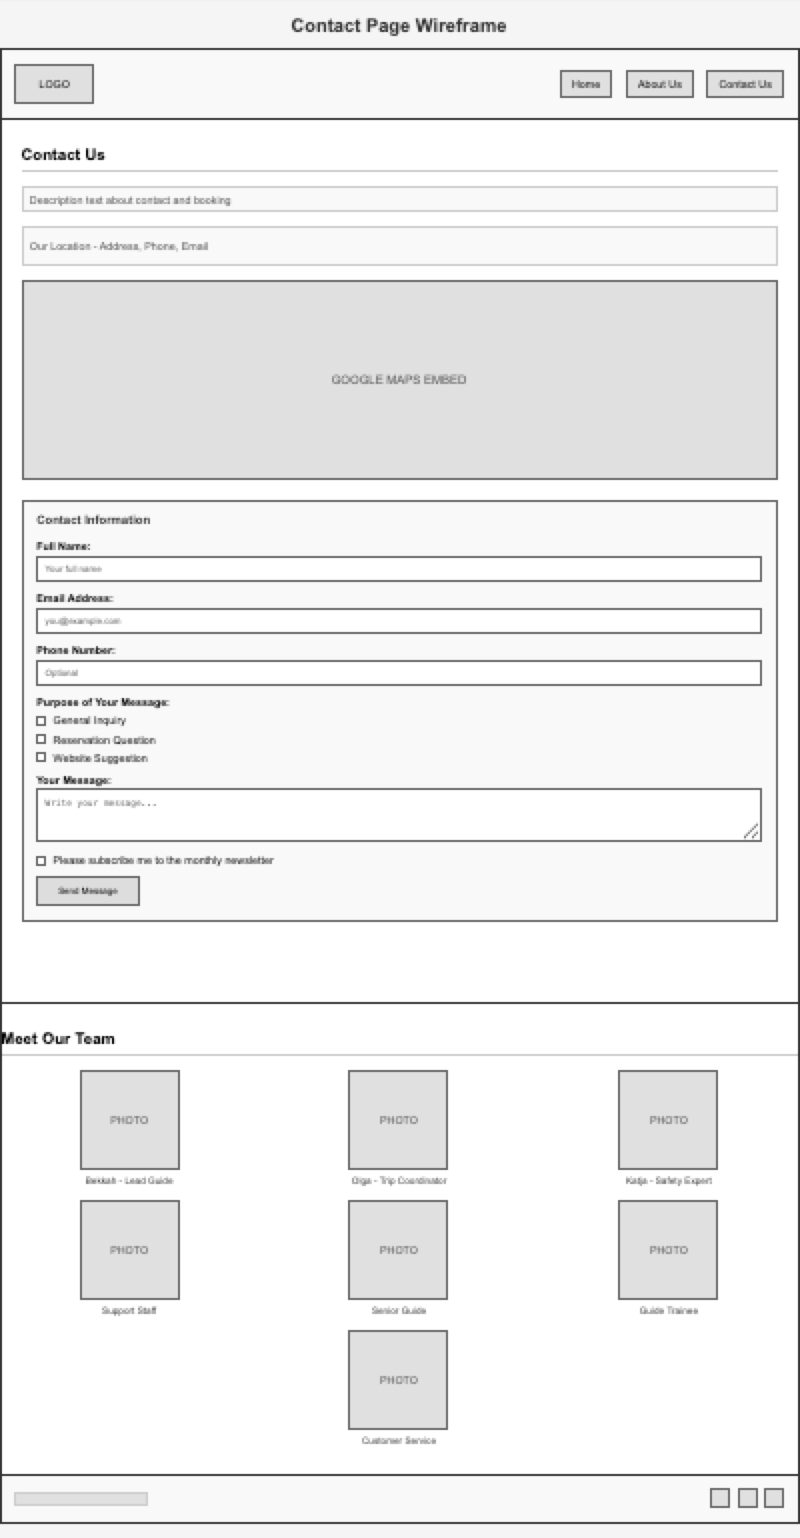 Contact Page Wireframe
LOGO
Home
About Us
Contact Us
Contact Us
Description text about contact and booking
Our Location - Address, Phone, Email
GOOGLE MAPS EMBED
Contact Information
Full Name:
Your full name
Email Address:
you@example.com
Phone Number:
Optional
Purpose of Your Message:
General Inquiry
Reservation Question
Website Suggestion
Your Message:
Write your message...
Please subscribe me to the monthly newsletter
Send Message
Meet Our Team
PHOTO
PHOTO
PHOTO
Bekkah - Lead Guide
Olga - Trip Coordinator
Katja - Safety Expert
PHOTO
PHOTO
PHOTO
Support Staff
Senior Guide
Guide Trainee
PHOTO
Customer Service